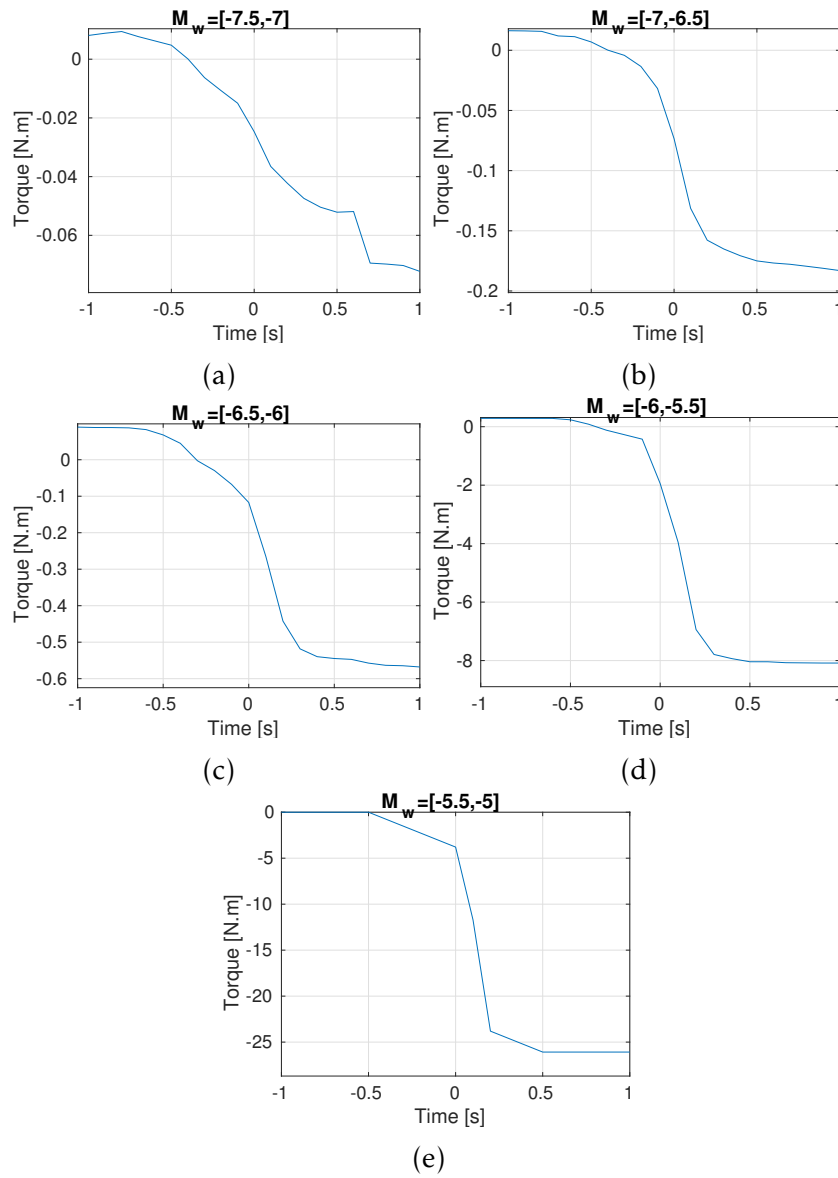 M_w=[-7.5,-7]
0
-0.02
-0.04
-0.06
Torque [N.m]
-1
-0.5
0
0.5
1
Time [s]
(a)
M_w=[-7,-6.5]
0
-0.05
-0.1
-0.15
-0.2
Torque [N.m]
-1
-0.5
0
0.5
1
Time [s]
(b)
M_w=[-6.5,-6]
0
-0.1
-0.2
-0.3
-0.4
-0.5
-0.6
Torque [N.m]
-1
-0.5
0
0.5
1
Time [s]
(c)
M_w=[-6,-5.5]
0
-2
-4
-6
-8
Torque [N.m]
-1
-0.5
0
0.5
1
Time [s]
(d)
M_w=[-5.5,-5]
0
-5
-10
-15
-20
-25
Torque [N.m]
-1
-0.5
0
0.5
1
Time [s]
(e)